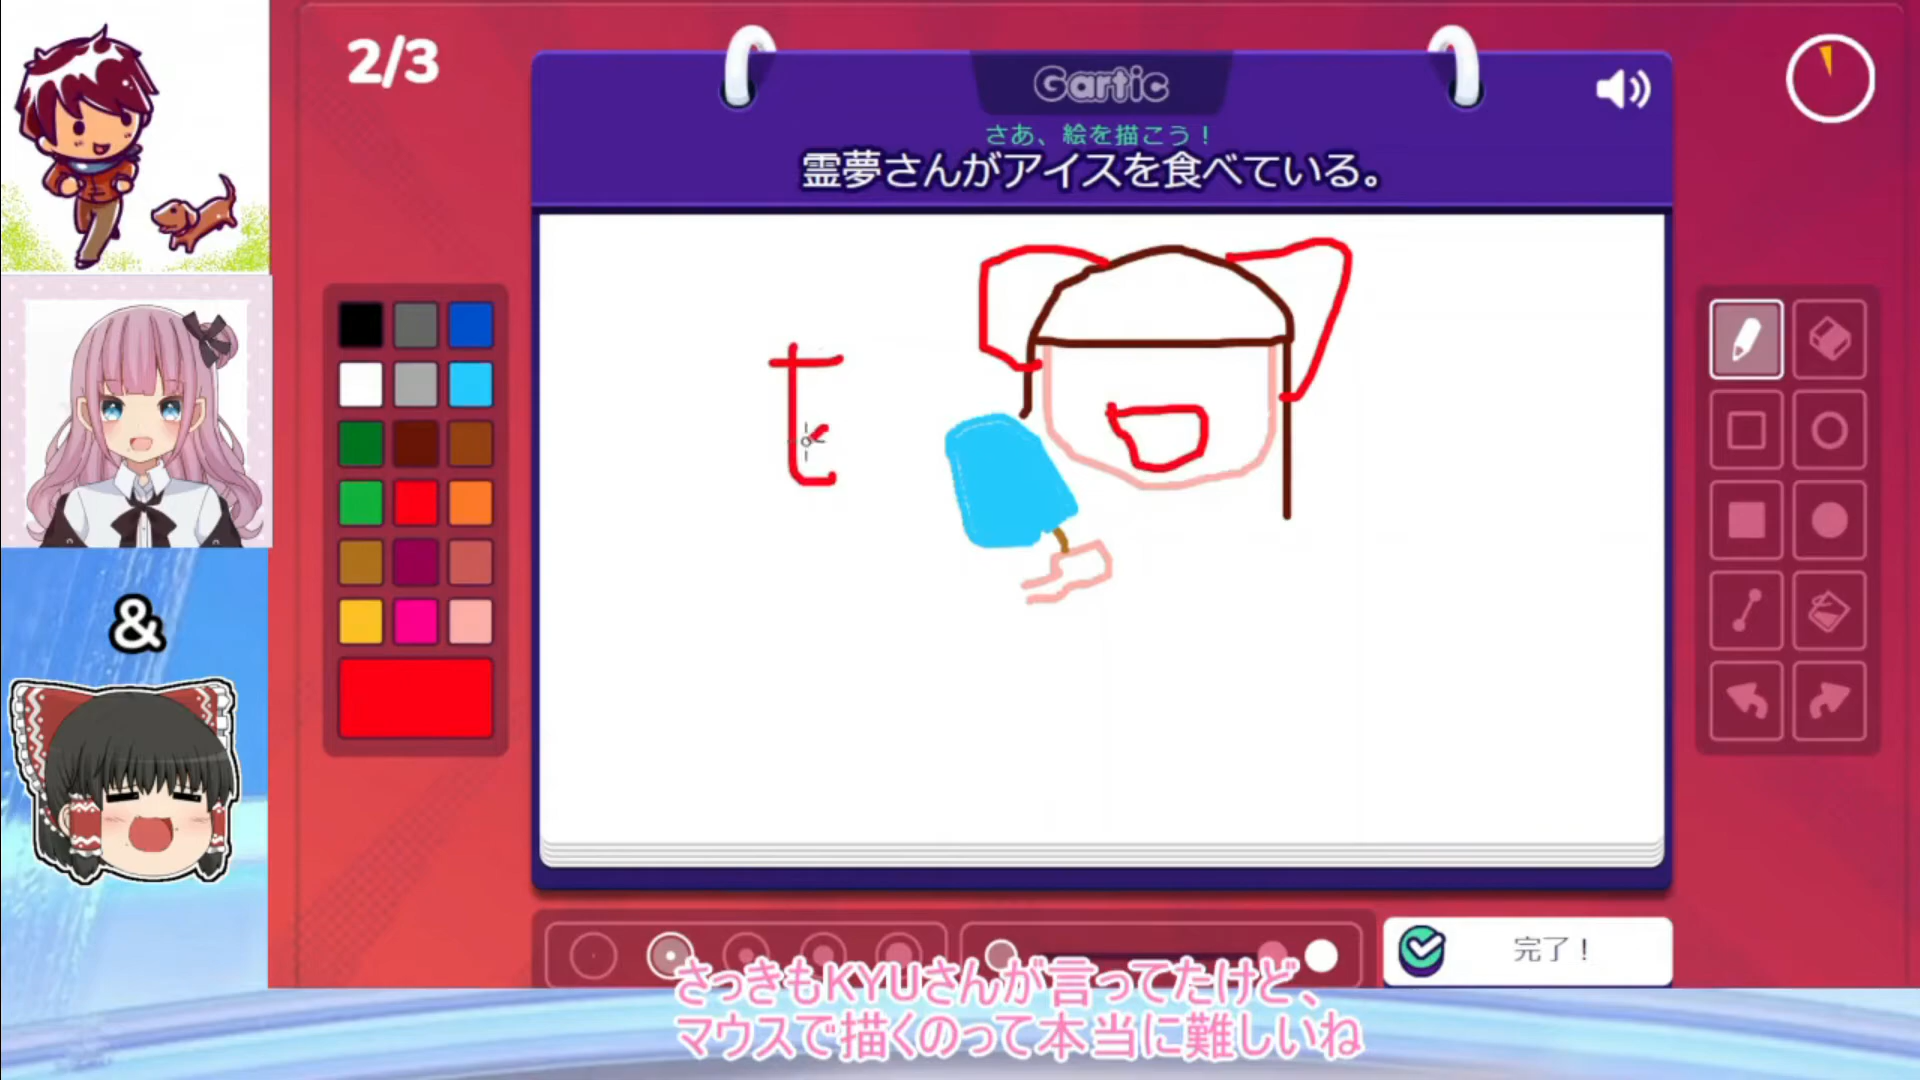 2/3
Gartic
さあ、絵を描こう！
霊夢さんがアイスを食べている。
&
完了！
さっきもKYUさんが言ってたけど、
マウスで描くのって本当に難しいね